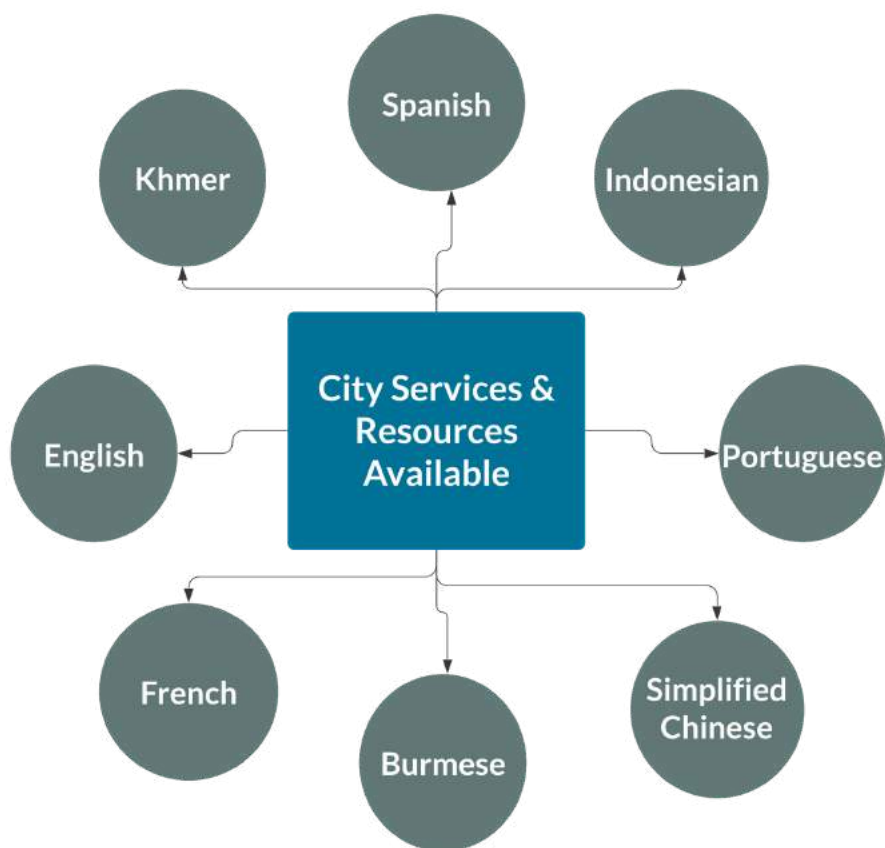 Spanish
Khmer
Indonesian
City Services &
Resources
Available
English
Portuguese
French
Simplified
Chinese
Burmese